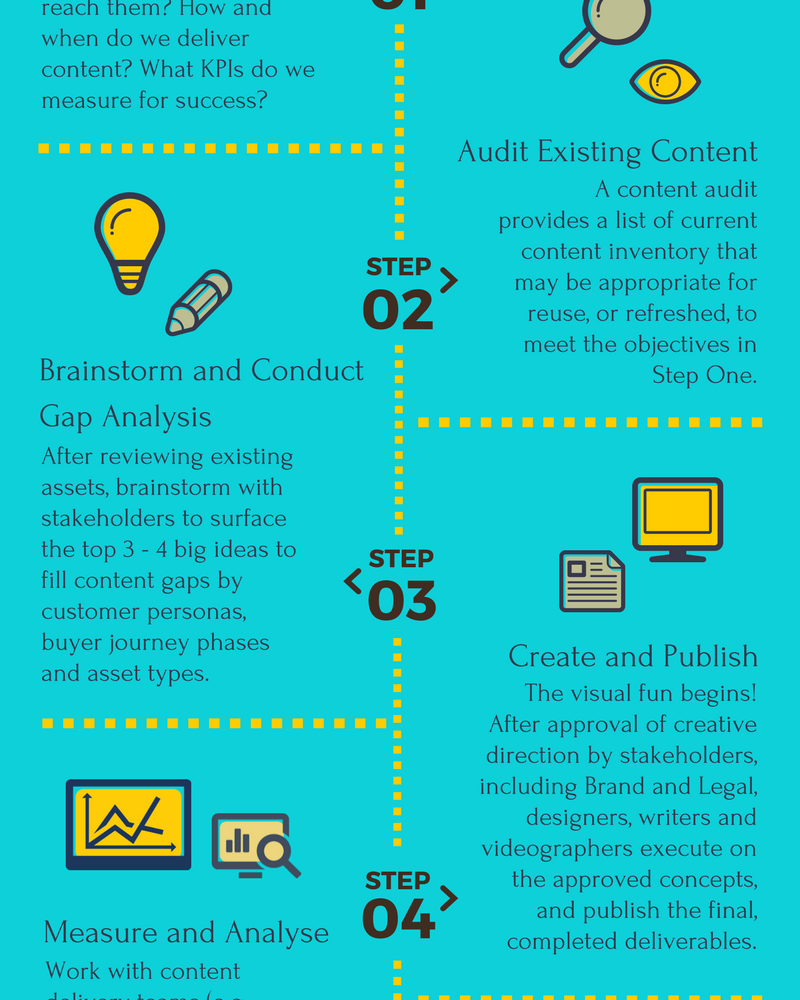 reach them? How and
when do we deliver
content? What KPIs do we
measure for success?
Audit Existing Content
A content audit
provides a list of current
content inventory that
may be appropriate for
reuse, or refreshed, to
meet the objectives in
Step One.
STEP
02
Brainstorm and Conduct
Gap Analysis
After reviewing existing
assets, brainstorm with
stakeholders to surface
the top 3 - 4 big ideas to
fill content gaps by
customer personas,
buyer journey phases
and asset types.
STEP
03
Create and Publish
The visual fun begins!
After approval of creative
direction by stakeholders,
including Brand and Legal,
designers, writers and
videographers execute on
the approved concepts,
and publish the final,
completed deliverables.
STEP
04
Measure and Analyse
Work with content